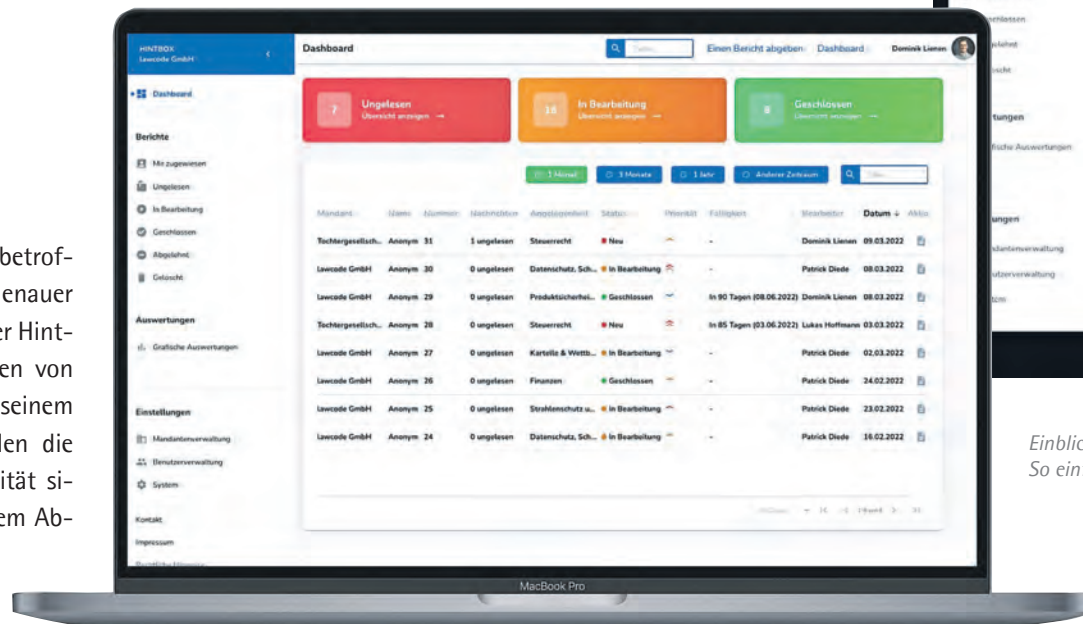 betrof-
enauer
er Hint-
en von
seinem
den die
ität si-
em Ab-
HINTBOX
Lawcode GmbH
Dashboard
Berichte
Mir zugewiesen
Ungelesen
In Bearbeitung
Geschlossen
Abgelehnt
Gelöscht
Auswertungen
Grafische Auswertungen
Einstellungen
Mandantenverwaltung
Benutzerverwaltung
System
Kontakt
Impressum
Dashboard
Einen Bericht abgeben Dashboard Dominik Lienen
7 Ungelesen
Übersicht anzeigen →
16 In Bearbeitung
Übersicht anzeigen →
8 Geschlossen
Übersicht anzeigen →
1 Monat 3 Monate 1 Jahr Anderer Zeitraum
Mandant Name Nummer Nachrichten Angelegenheit Status Priorität Fälligkeit Bearbeiter Datum ↓ Aktio
Tochtergesellsch... Anonym 31 1 ungelesen Steuerrecht Neu - Dominik Lienen 09.03.2022
Lawcode GmbH Anonym 30 0 ungelesen Datenschutz, Sch... In Bearbeitung - Patrick Diede 08.03.2022
Lawcode GmbH Anonym 29 0 ungelesen Produktsicherhei... Geschlossen In 90 Tagen (08.06.2022) Dominik Lienen 08.03.2022
Tochtergesellsch... Anonym 28 0 ungelesen Steuerrecht Neu In 85 Tagen (03.06.2022) Lukas Hoffmann 03.03.2022
Lawcode GmbH Anonym 27 0 ungelesen Kartelle & Wettb... In Bearbeitung - Patrick Diede 02.03.2022
Lawcode GmbH Anonym 26 0 ungelesen Finanzen Geschlossen - Patrick Diede 24.02.2022
Lawcode GmbH Anonym 25 0 ungelesen Strahlenschutz u... In Bearbeitung - Patrick Diede 23.02.2022
Lawcode GmbH Anonym 24 0 ungelesen Datenschutz, Sch... In Bearbeitung - Patrick Diede 16.02.2022
MacBook Pro
chlossen
elehnt
öscht
tungen
fische Auswertungen
ungen
ndantenverwaltung
utzerverwaltung
tem
Einblic
So ein